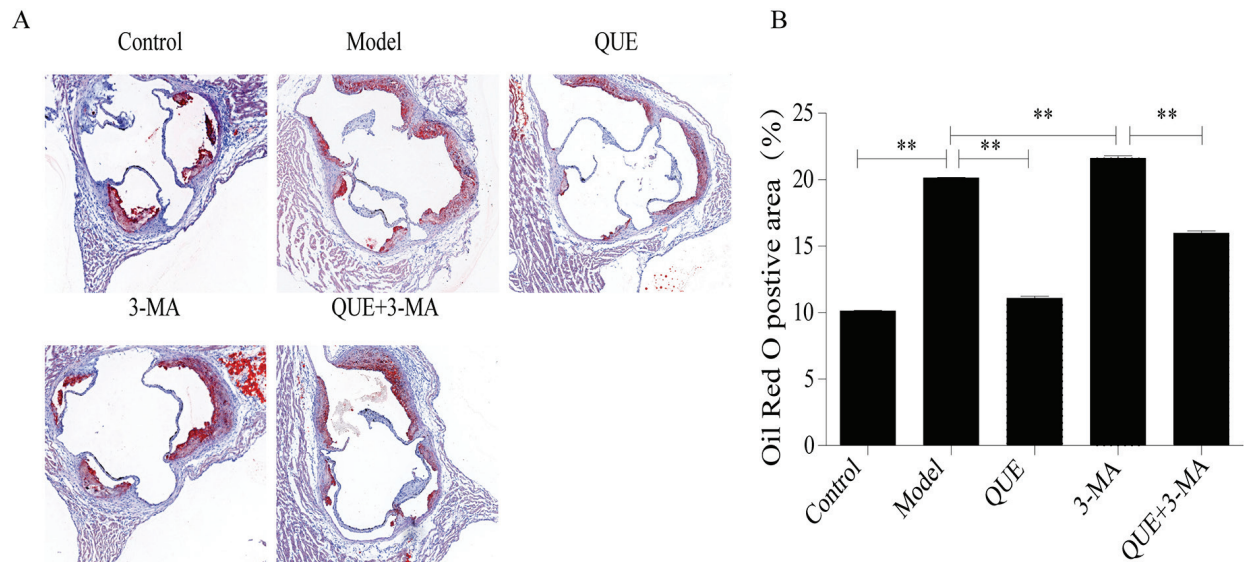 A
Control
Model
QUE
3-MA
QUE+3-MA
B
Oil Red O postive area (%)
25
20
15
10
5
0
**
**
**
**
Control
Model
QUE
3-MA
QUE+3-MA